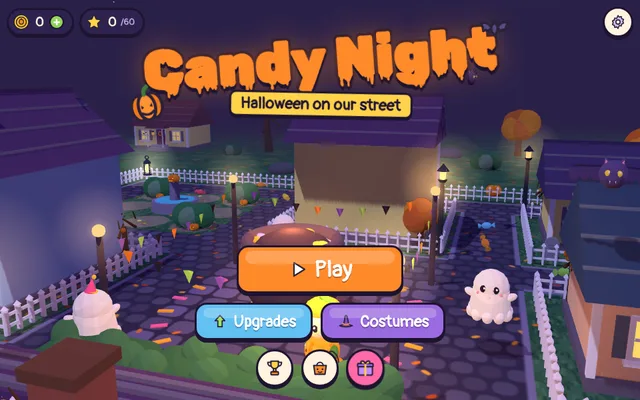 0
0 /60
Candy Night
Halloween on our street
Play
Upgrades
Costumes